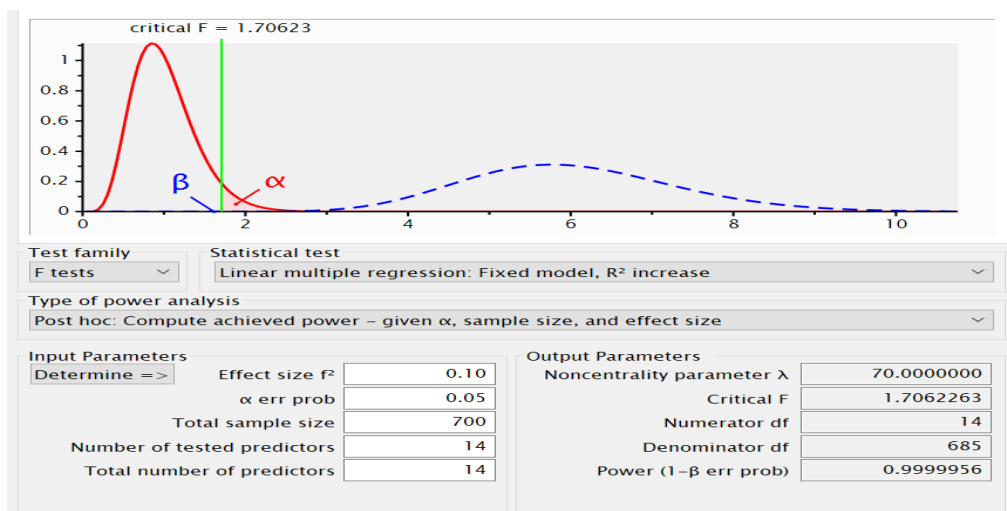 critical F = 1.70623
1
0.8
0.6
0.4
0.2
0
β
α
0 2 4 6 8 10
Test family Statistical test
F tests Linear multiple regression: Fixed model, R² increase
Type of power analysis
Post hoc: Compute achieved power – given α, sample size, and effect size
Input Parameters Output Parameters
Determine => Effect size f² 0.10 Noncentrality parameter λ 70.0000000
α err prob 0.05 Critical F 1.7062263
Total sample size 700 Numerator df 14
Number of tested predictors 14 Denominator df 685
Total number of predictors 14 Power (1–β err prob) 0.9999956